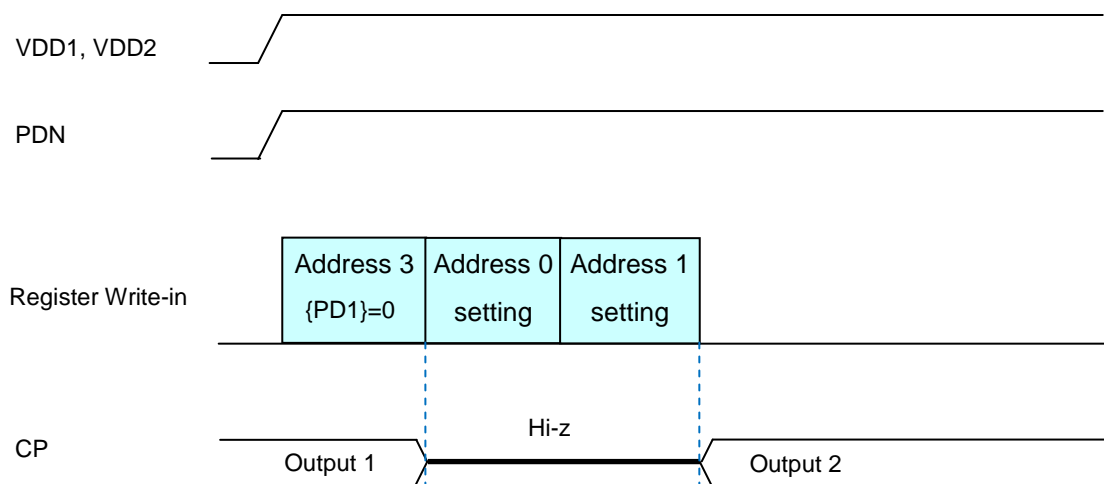 VDD1, VDD2
PDN
Register Write-in
Address 3
{PD1}=0
Address 0
setting
Address 1
setting
CP
Output 1
Hi-z
Output 2